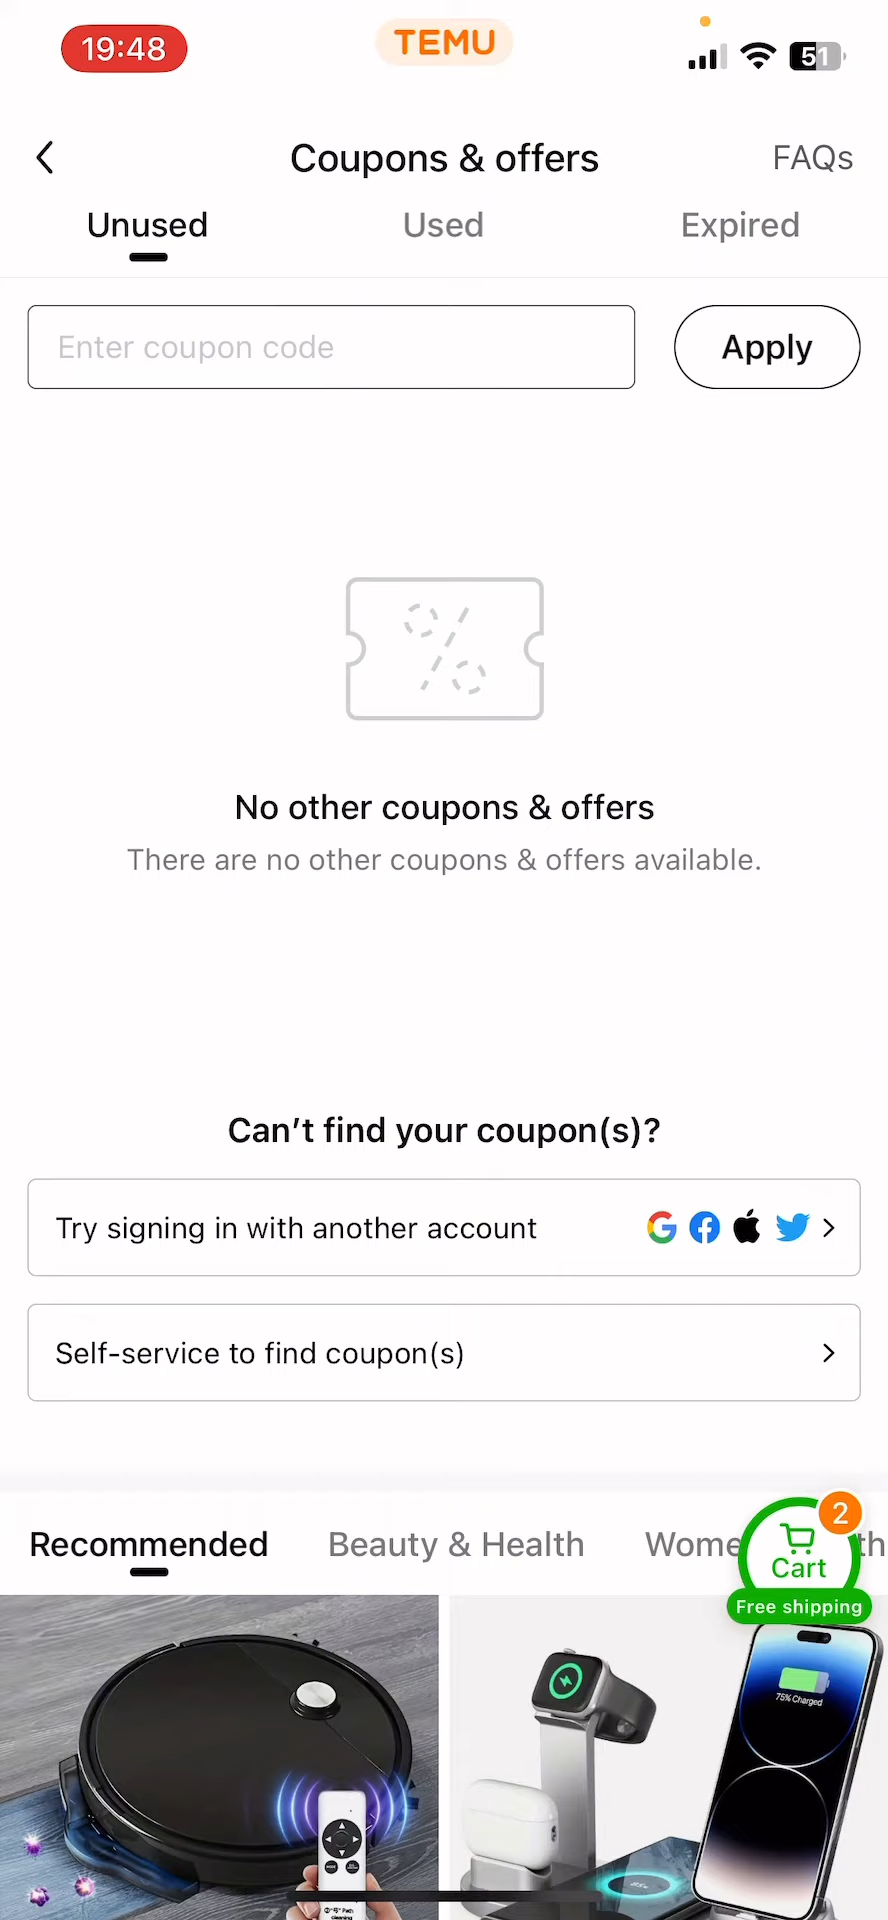 19:48
TEMU
51
Coupons & offers
FAQs
Unused
Used
Expired
Enter coupon code
Apply
No other coupons & offers
There are no other coupons & offers available.
Can't find your coupon(s)?
Try signing in with another account
Self-service to find coupon(s)
2
Recommended
Beauty & Health
Wome
th
Cart
Free shipping
75% Charged